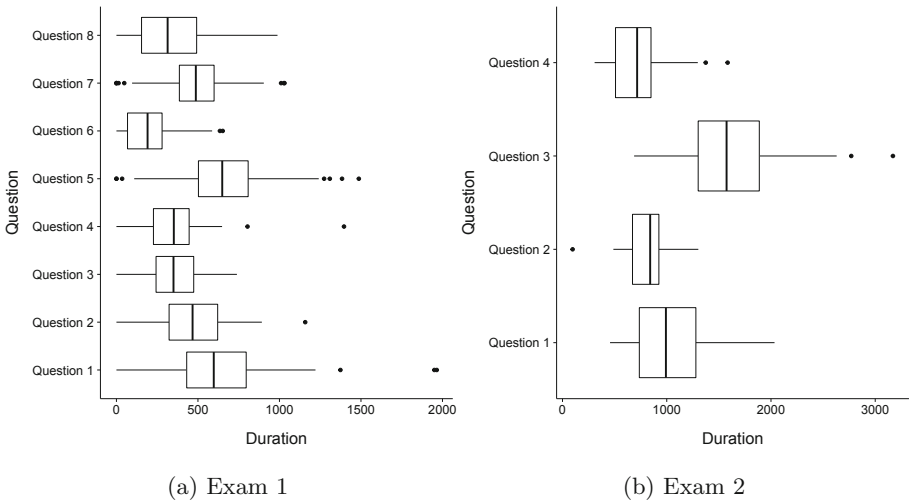 Question 8
Question 7
Question 6
Question 5
Question 4
Question 3
Question 2
Question 1
Question
0 500 1000 1500 2000
Duration
(a) Exam 1
Question 4
Question 3
Question 2
Question 1
Question
0 1000 2000 3000
Duration
(b) Exam 2